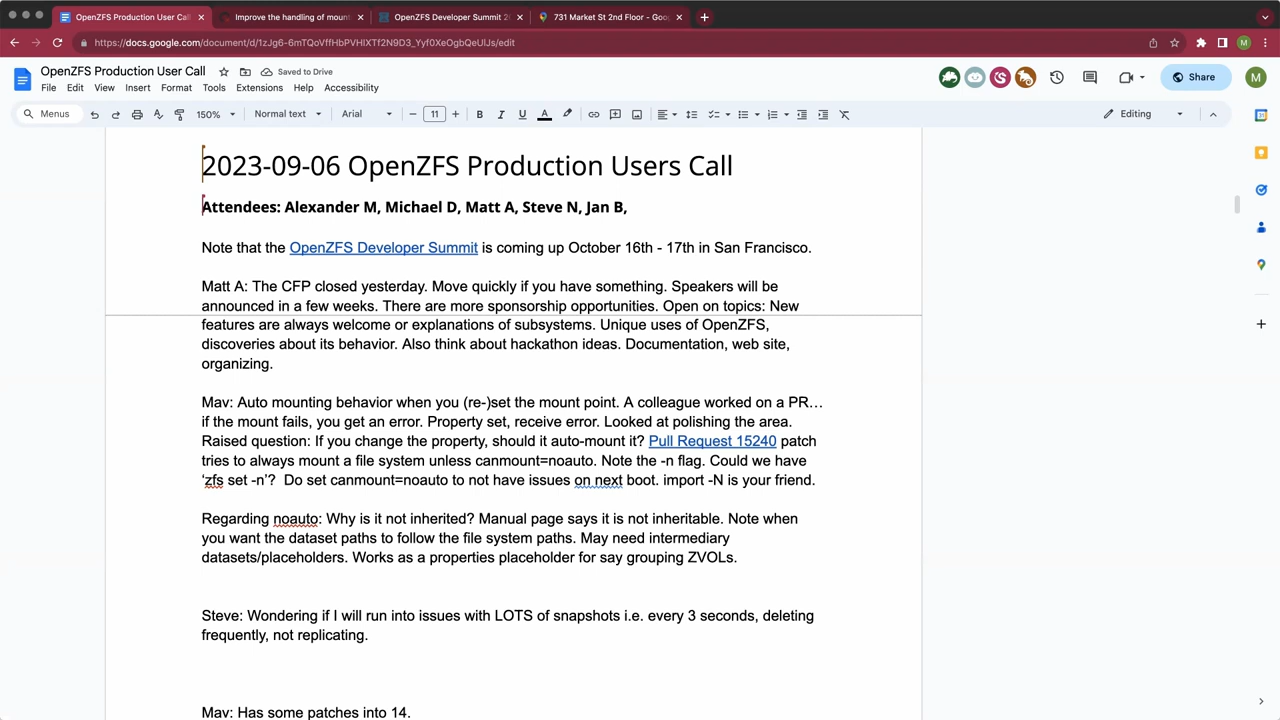 OpenZFS Production User Call
Improve the handling of moun
OpenZFS Developer Summit 2
731 Market St 2nd Floor - Goo
https://docs.google.com/document/d/1zJg6-6mTQoVffHbPVHIXTf2N9D3_Yyf0XeOgbQeUlJs/edit
M
OpenZFS Production User Call
Saved to Drive
File Edit View Insert Format Tools Extensions Help Accessibility
Share
M
Menus
150%
Normal text
Arial
11
B I U A
Editing
2023-09-06 OpenZFS Production Users Call
Attendees: Alexander M, Michael D, Matt A, Steve N, Jan B,
Note that the OpenZFS Developer Summit is coming up October 16th - 17th in San Francisco.
Matt A: The CFP closed yesterday. Move quickly if you have something. Speakers will be
announced in a few weeks. There are more sponsorship opportunities. Open on topics: New
features are always welcome or explanations of subsystems. Unique uses of OpenZFS,
discoveries about its behavior. Also think about hackathon ideas. Documentation, web site,
organizing.
Mav: Auto mounting behavior when you (re-)set the mount point. A colleague worked on a PR…
if the mount fails, you get an error. Property set, receive error. Looked at polishing the area.
Raised question: If you change the property, should it auto-mount it? Pull Request 15240 patch
tries to always mount a file system unless canmount=noauto. Note the -n flag. Could we have
‘zfs set -n’?  Do set canmount=noauto to not have issues on next boot. import -N is your friend.
Regarding noauto: Why is it not inherited? Manual page says it is not inheritable. Note when
you want the dataset paths to follow the file system paths. May need intermediary
datasets/placeholders. Works as a properties placeholder for say grouping ZVOLs.
Steve: Wondering if I will run into issues with LOTS of snapshots i.e. every 3 seconds, deleting
frequently, not replicating.
Mav: Has some patches into 14.